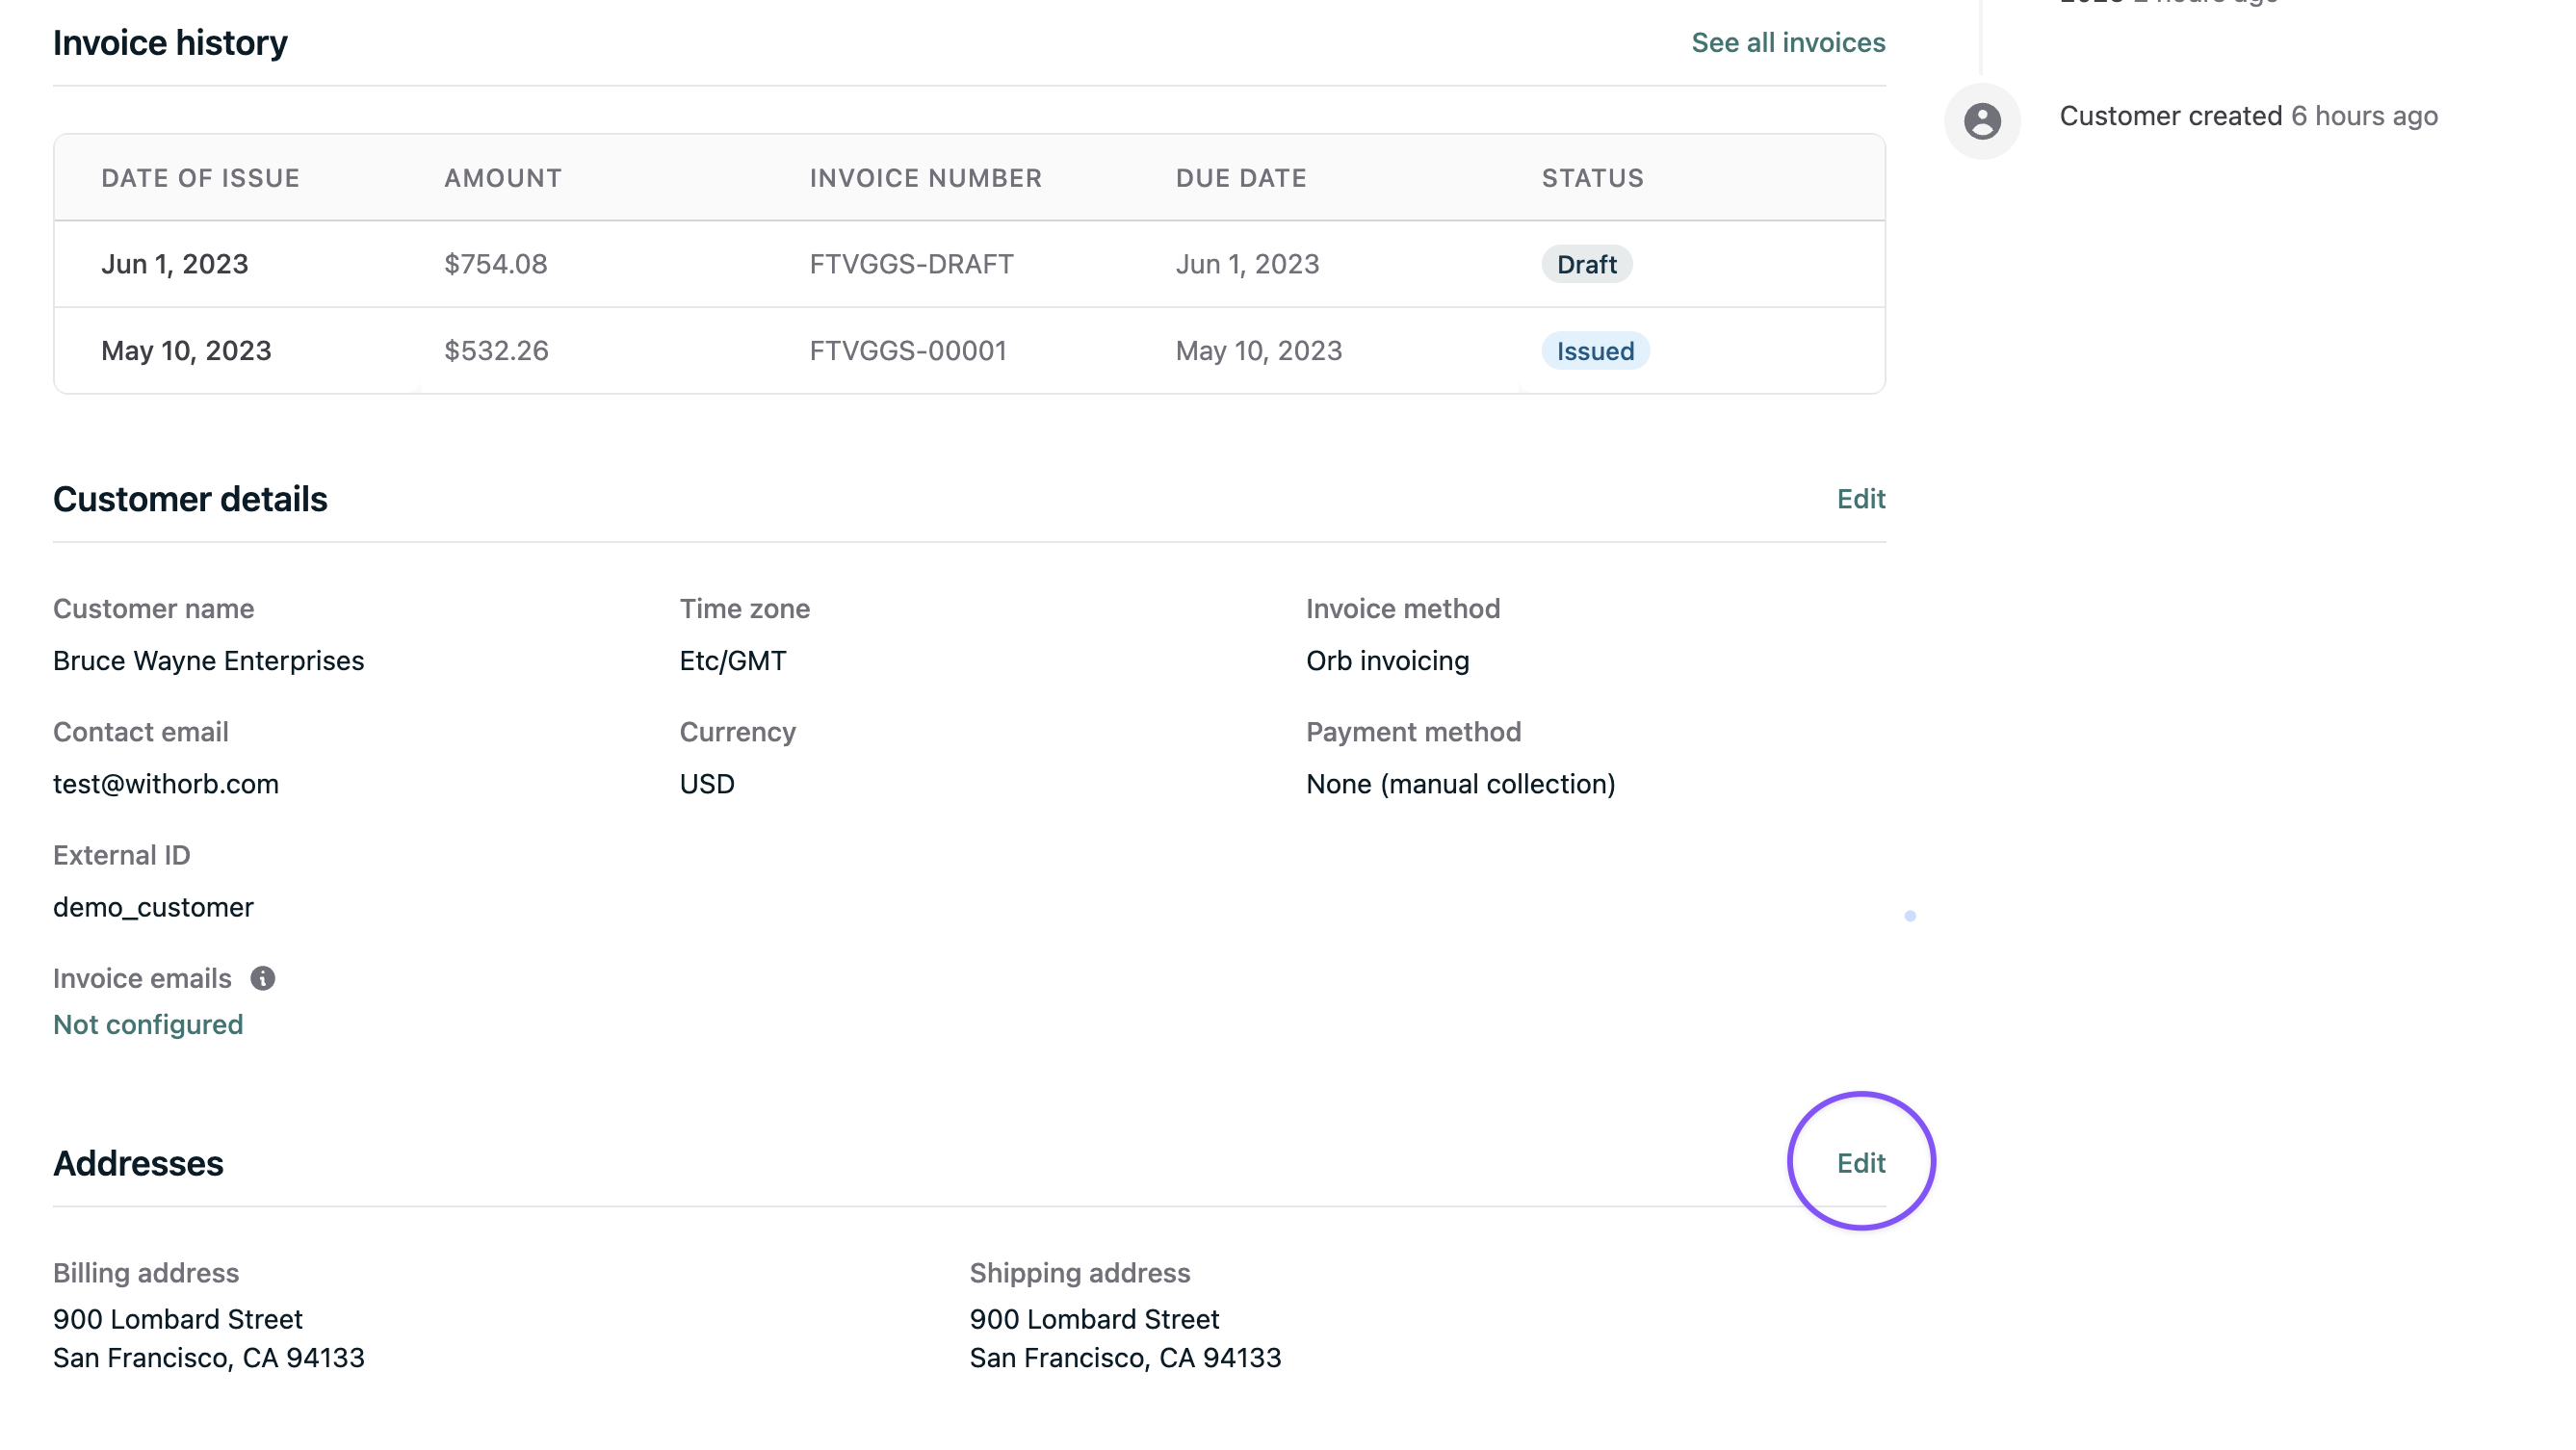 Invoice history
See all invoices
DATE OF ISSUE AMOUNT INVOICE NUMBER DUE DATE STATUS
Jun 1, 2023 $754.08 FTVGGS-DRAFT Jun 1, 2023 Draft
May 10, 2023 $532.26 FTVGGS-00001 May 10, 2023 Issued
Customer details
Edit
Customer name
Bruce Wayne Enterprises
Time zone
Etc/GMT
Invoice method
Orb invoicing
Contact email
test@withorb.com
Currency
USD
Payment method
None (manual collection)
External ID
demo_customer
Invoice emails
Not configured
Addresses
Edit
Billing address
900 Lombard Street
San Francisco, CA 94133
Shipping address
900 Lombard Street
San Francisco, CA 94133
hours ago
Customer created 6 hours ago